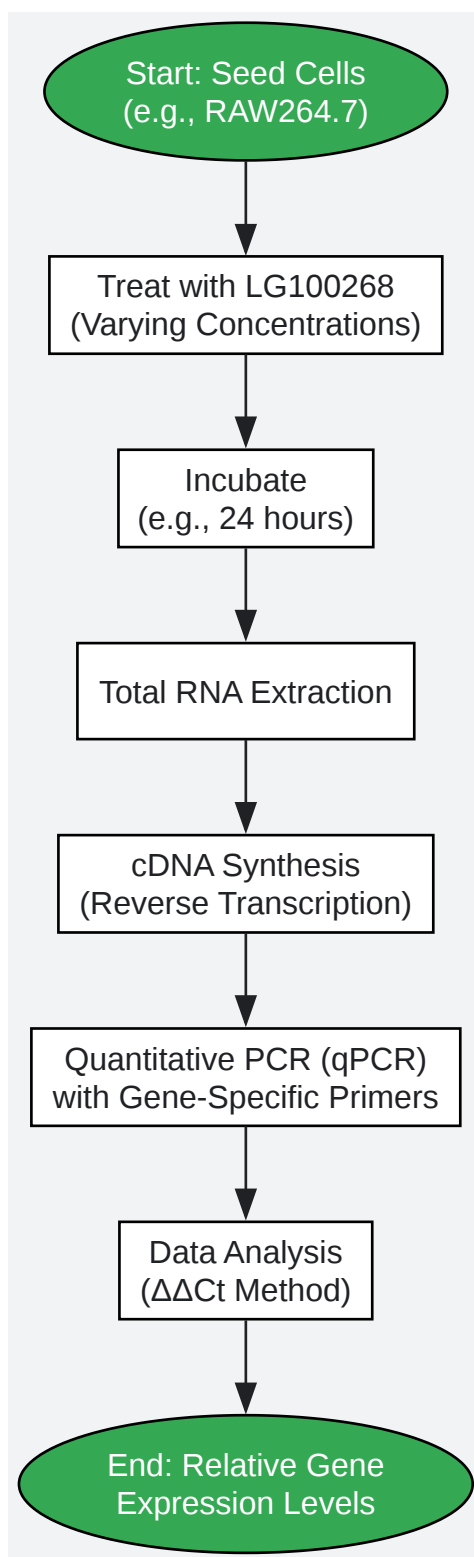 Start: Seed Cells
(e.g., RAW264.7)
Treat with LG100268
(Varying Concentrations)
Incubate
(e.g., 24 hours)
Total RNA Extraction
cDNA Synthesis
(Reverse Transcription)
Quantitative PCR (qPCR)
with Gene-Specific Primers
Data Analysis
(ΔΔCt Method)
End: Relative Gene
Expression Levels